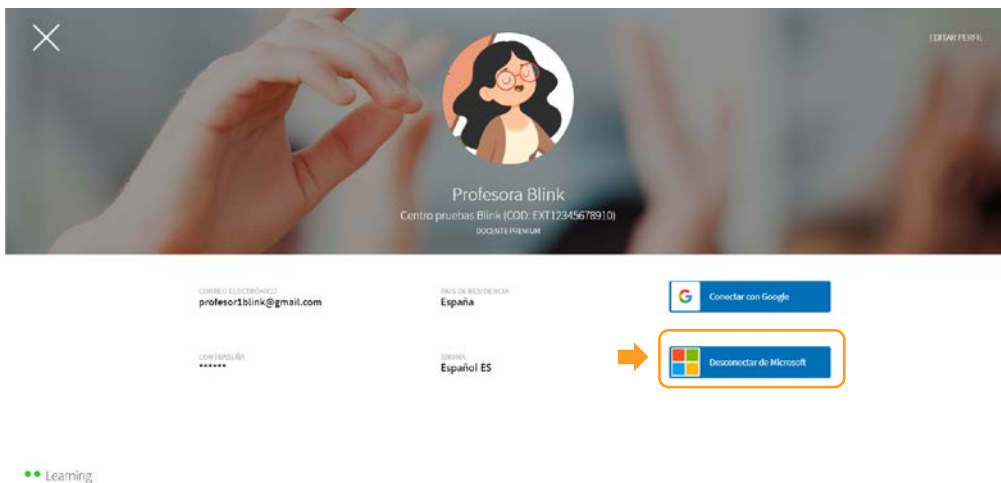 EDITAR PERFIL
Profesora Blink
Centro pruebas Blink (COD: EXT12345678910)
DOCENTE PREMIUM
CORREO ELECTRÓNICO
profesor1blink@gmail.com
PAÍS DE RESIDENCIA
España
Conectar con Google
CONTRASEÑA
******
IDIOMA
Español ES
Desconectar de Microsoft
Learning